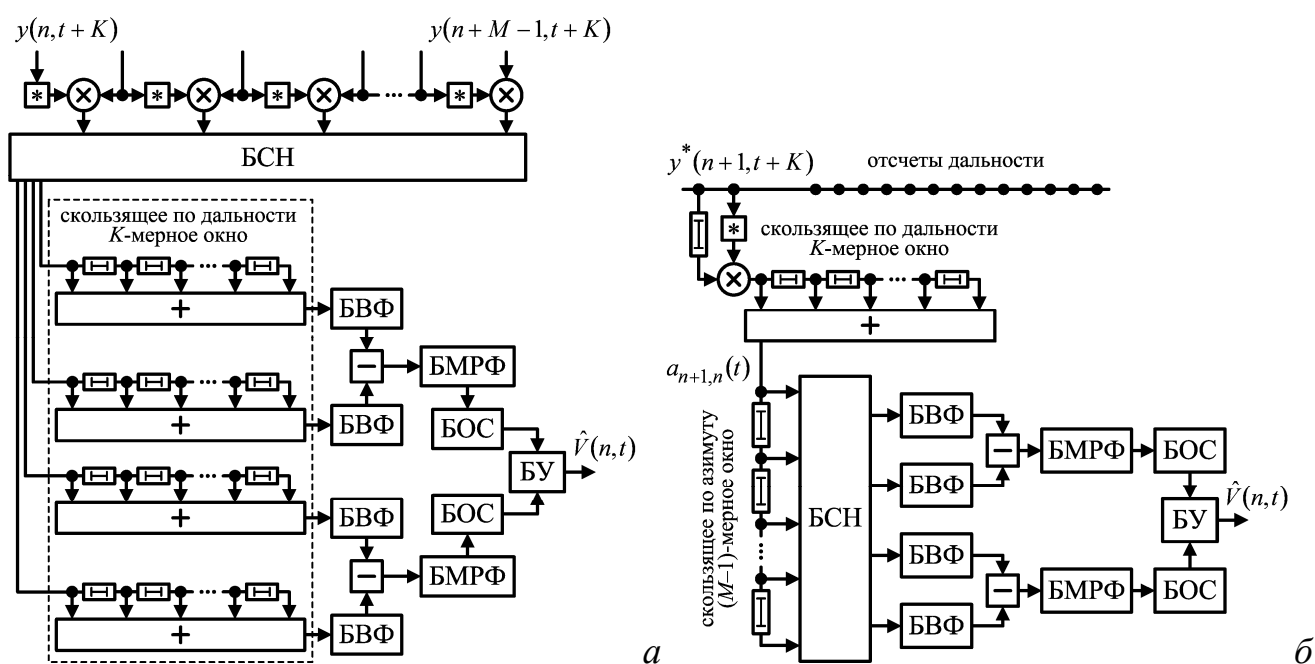 y(n,t+K)
y(n+M−1,t+K)
* × * × * × ... * ×
БСН
скользящее по дальности
K-мерное окно
...
+
БВФ
−
БМРФ
...
+
БВФ
БОС
БУ
V̂(n,t)
...
+
БВФ
БОС
−
БМРФ
...
+
БВФ
а
y*(n+1,t+K)
отсчеты дальности
*
скользящее по дальности
K-мерное окно
×
...
+
aₙ₊₁,ₙ(t)
скользящее по азимуту
(M–1)-мерное окно
...
БСН
БВФ
−
БМРФ
БОС
БВФ
БУ
V̂(n,t)
БВФ
−
БМРФ
БОС
БВФ
б